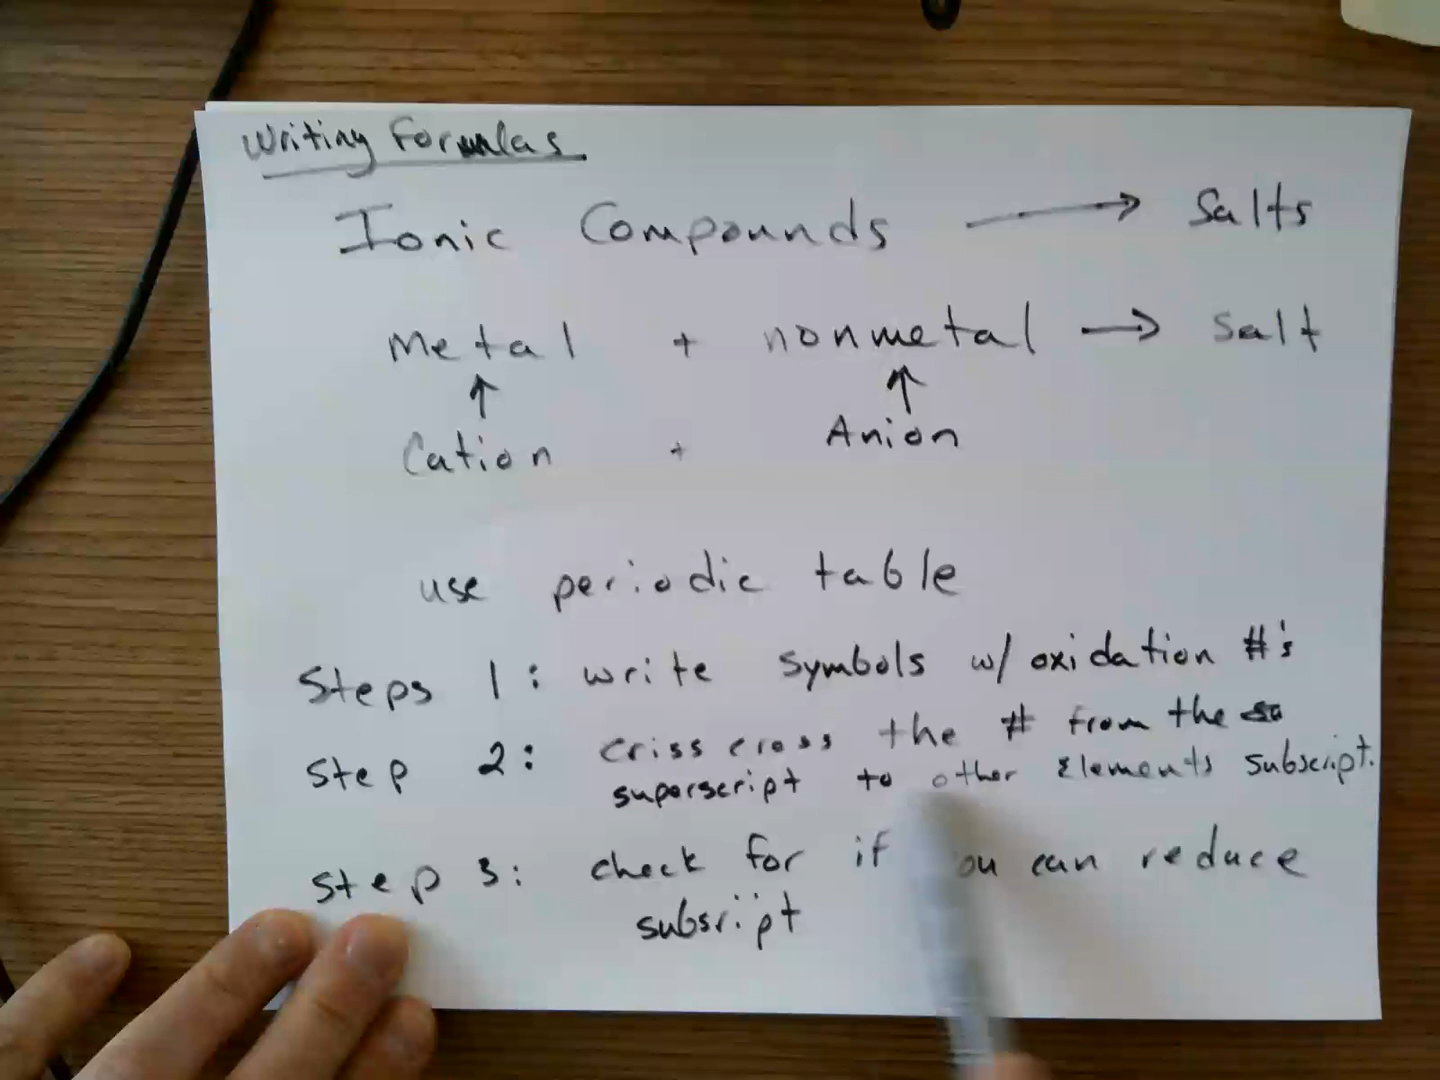 Writing Formulas
Ionic Compounds → Salts
Metal + nonmetal → Salt
↑ ↑
Cation + Anion
use periodic table
Steps 1: write symbols w/ oxidation #'s
Step 2: criss cross the # from the
superscript to other Elements subscript.
Step 3: check for if can reduce
subsript